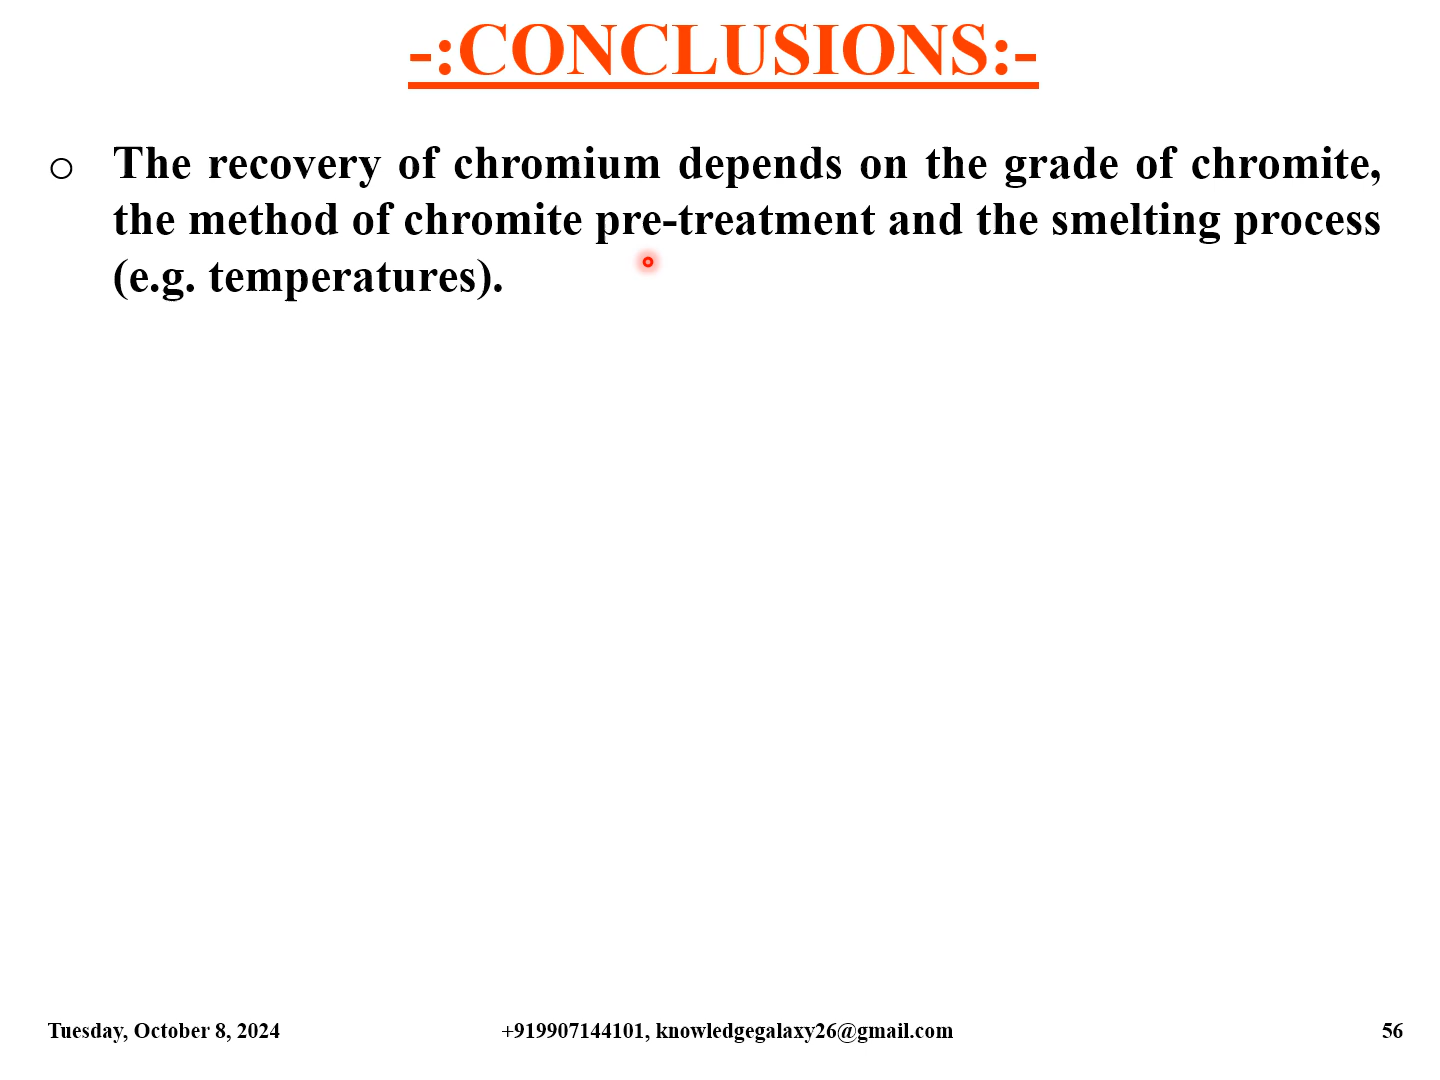 -:CONCLUSIONS:-
o The recovery of chromium depends on the grade of chromite,
the method of chromite pre-treatment and the smelting process
(e.g. temperatures).
Tuesday, October 8, 2024 +919907144101, knowledgegalaxy26@gmail.com 56